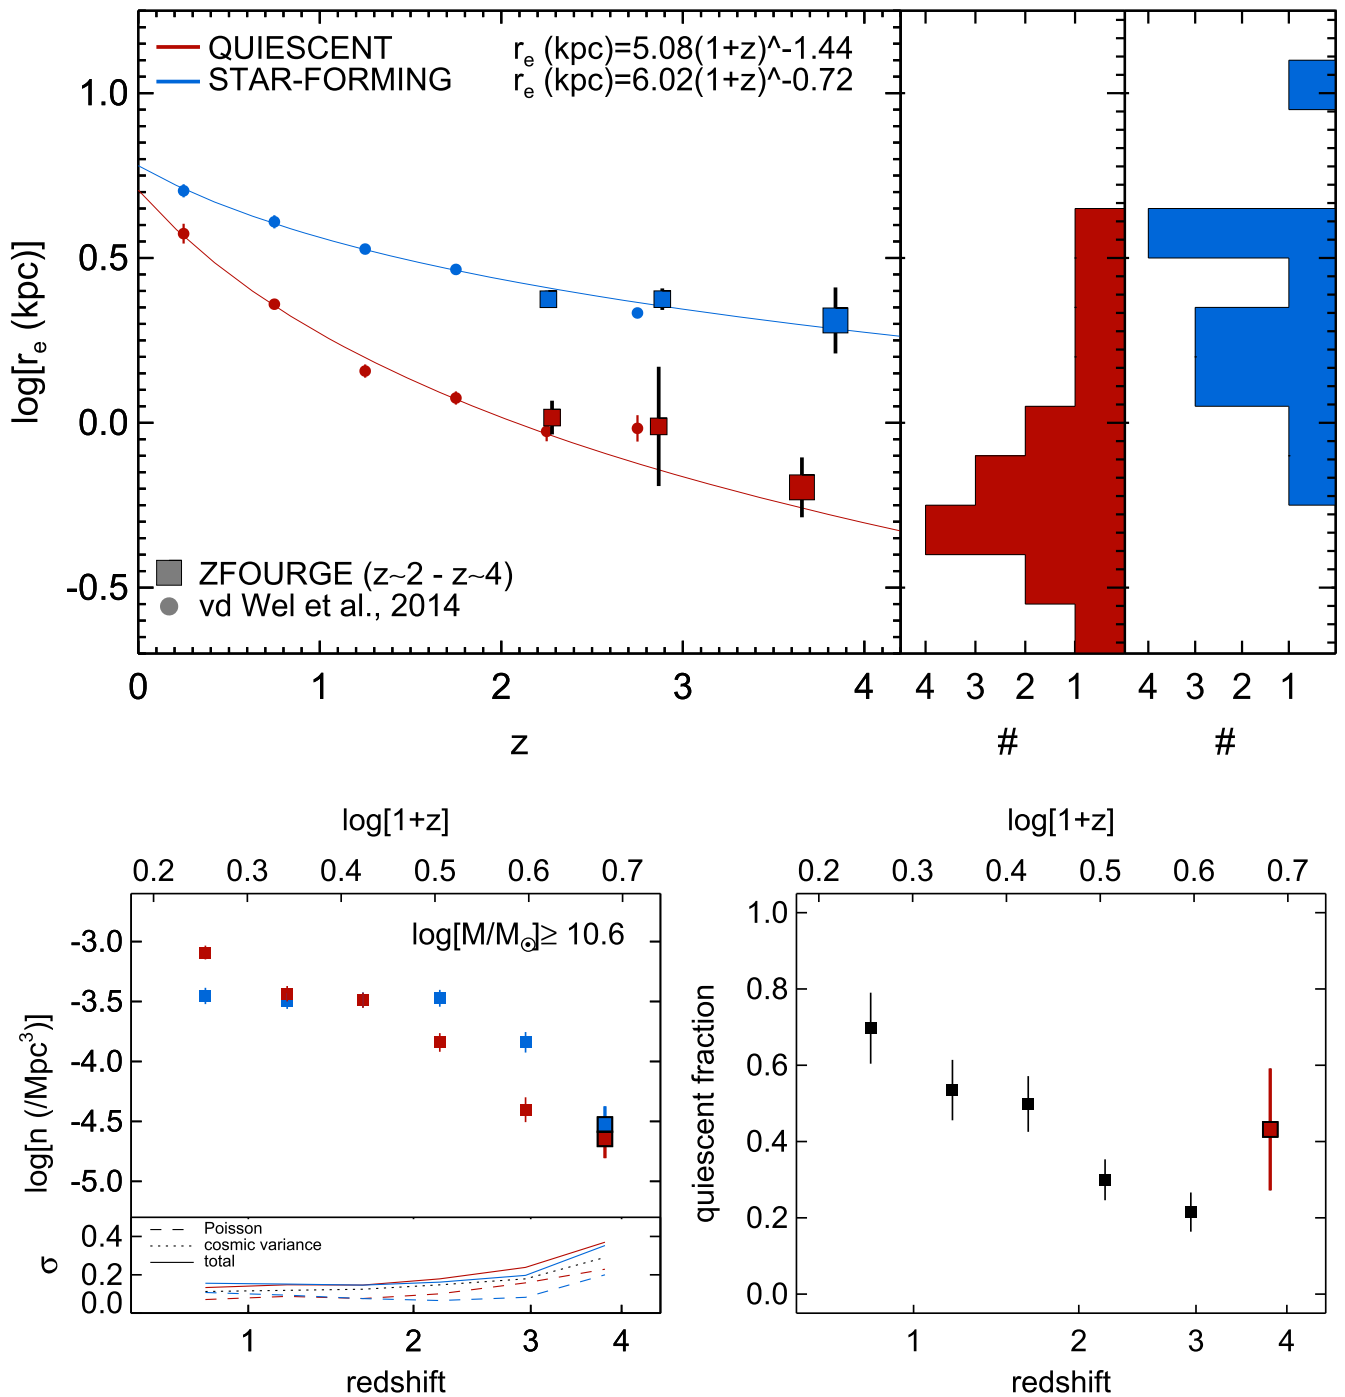 QUIESCENT r_e (kpc)=5.08(1+z)^-1.44
STAR-FORMING r_e (kpc)=6.02(1+z)^-0.72
1.0
0.5
0.0
-0.5
log[r_e (kpc)]
ZFOURGE (z~2 - z~4)
vd Wel et al., 2014
0 1 2 3 4
z
4 3 2 1
#
4 3 2 1
#
log[1+z]
0.2 0.3 0.4 0.5 0.6 0.7
log[M/M☉]≥ 10.6
-3.0
-3.5
-4.0
-4.5
-5.0
log[n (/Mpc³)]
Poisson
cosmic variance
total
0.4
0.2
0.0
σ
1 2 3 4
redshift
log[1+z]
0.2 0.3 0.4 0.5 0.6 0.7
1.0
0.8
0.6
0.4
0.2
0.0
quiescent fraction
1 2 3 4
redshift